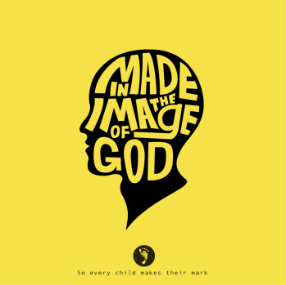 MADE
IN THE
IMAgE
OF
GOD
So every child makes their mark